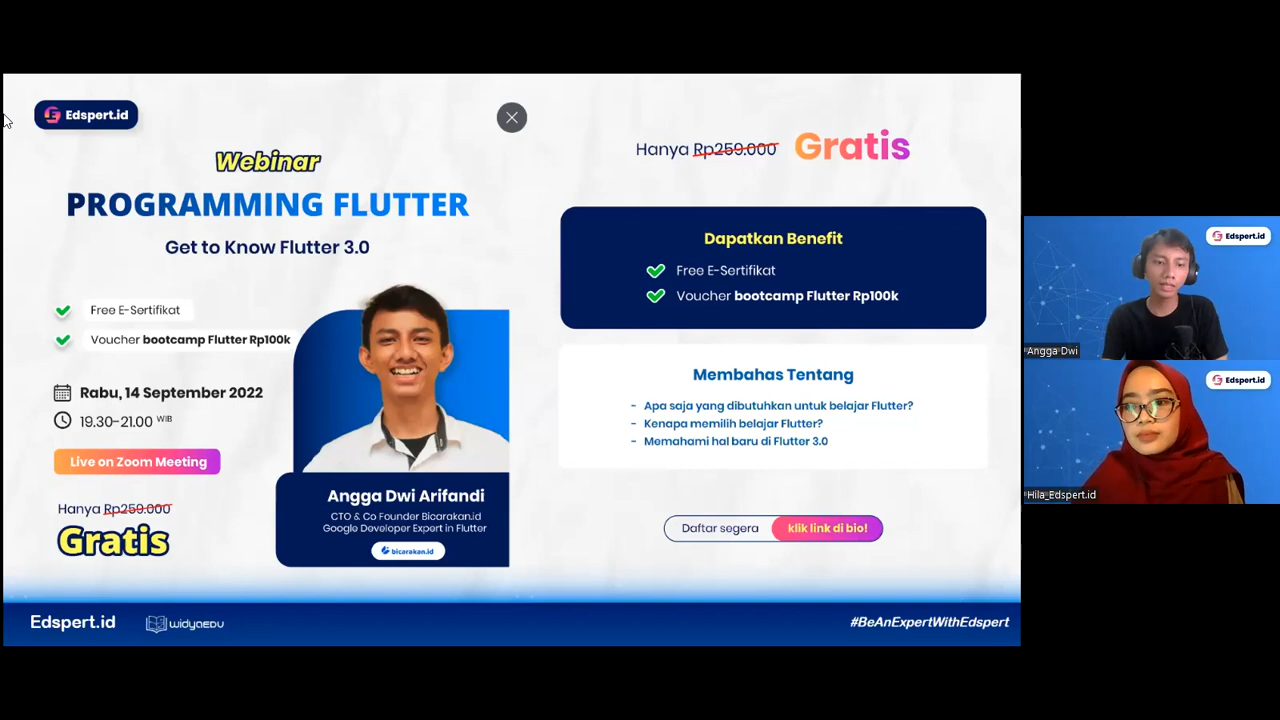 Edspert.id
Webinar
PROGRAMMING FLUTTER
Get to Know Flutter 3.0
Free E-Sertifikat
Voucher bootcamp Flutter Rp100k
Rabu, 14 September 2022
19.30-21.00 WIB
Live on Zoom Meeting
Hanya Rp259.000
Gratis
Angga Dwi Arifandi
CTO & Co Founder Bicarakan.id
Google Developer Expert in Flutter
bicarakan.id
Hanya Rp259.000 Gratis
Dapatkan Benefit
Free E-Sertifikat
Voucher bootcamp Flutter Rp100k
Membahas Tentang
- Apa saja yang dibutuhkan untuk belajar Flutter?
- Kenapa memilih belajar Flutter?
- Memahami hal baru di Flutter 3.0
Daftar segera klik link di bio!
Edspert.id WIDYAEDU
#BeAnExpertWithEdspert
Edspert.id
Angga Dwi
Edspert.id
Hila_Edspert.id